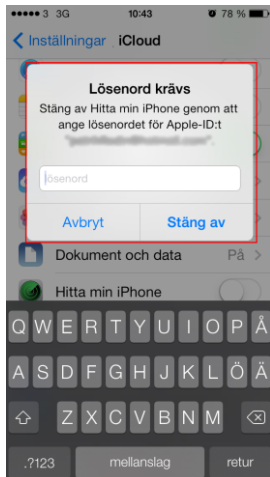 3 3G 10:43 78 %
Inställningar iCloud
Lösenord krävs
Stäng av Hitta min iPhone genom att
ange lösenordet för Apple-ID:t
lösenord
Avbryt Stäng av
Dokument och data På
Hitta min iPhone
Q W E R T Y U I O P Å
A S D F G H J K L Ö Ä
Z X C V B N M
.?123 mellanslag retur